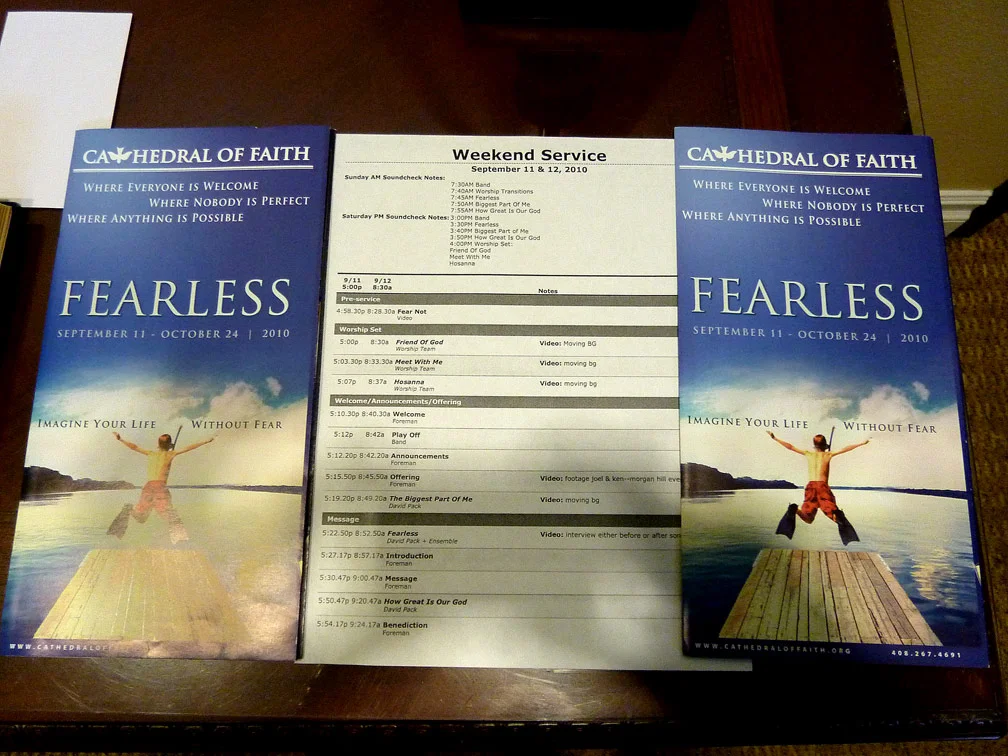 CATHEDRAL OF FAITH
WHERE EVERYONE IS WELCOME
WHERE NOBODY IS PERFECT
WHERE ANYTHING IS POSSIBLE
FEARLESS
SEPTEMBER 11 - OCTOBER 24 | 2010
IMAGINE YOUR LIFE WITHOUT FEAR
WWW.CATHEDRALOF
Weekend Service
September 11 & 12, 2010
Sunday AM Soundcheck Notes:
7:30AM Band
7:40AM Worship Transitions
7:45AM Fearless
7:50AM Biggest Part Of Me
7:55AM How Great Is Our God
Saturday PM Soundcheck Notes: 3:00PM Band
3:30PM Fearless
3:40PM Biggest Part of Me
3:50PM How Great Is Our God
4:00PM Worship Set:
Friend Of God
Meet With Me
Hosanna
9/11 9/12
5:00p 8:30a Notes
Pre-service
4:58.30p 8:28.30a Fear Not
Video
Worship Set
5:00p 8:30a Friend Of God Video: Moving BG
Worship Team
5:03.30p 8:33.30a Meet With Me Video: moving bg
Worship Team
5:07p 8:37a Hosanna Video: moving bg
Worship Team
Welcome/Announcements/Offering
5:10.30p 8:40.30a Welcome
Foreman
5:12p 8:42a Play Off
Band
5:12.20p 8:42.20a Announcements
Foreman
5:15.50p 8:45.50a Offering Video: footage joel & ken--morgan hill eve
Foreman
5:19.20p 8:49.20a The Biggest Part Of Me Video: moving bg
David Pack
Message
5:22.50p 8:52.50a Fearless Video: interview either before or after son
David Pack + Ensemble
5:27.17p 8:57.17a Introduction
Foreman
5:30.47p 9:00.47a Message
Foreman
5:50.47p 9:20.47a How Great Is Our God
David Pack
5:54.17p 9:24.17a Benediction
Foreman
CATHEDRAL OF FAITH
WHERE EVERYONE IS WELCOME
WHERE NOBODY IS PERFECT
WHERE ANYTHING IS POSSIBLE
FEARLESS
SEPTEMBER 11 - OCTOBER 24 | 2010
IMAGINE YOUR LIFE WITHOUT FEAR
WWW.CATHEDRALOFFAITH.ORG 408.267.4691